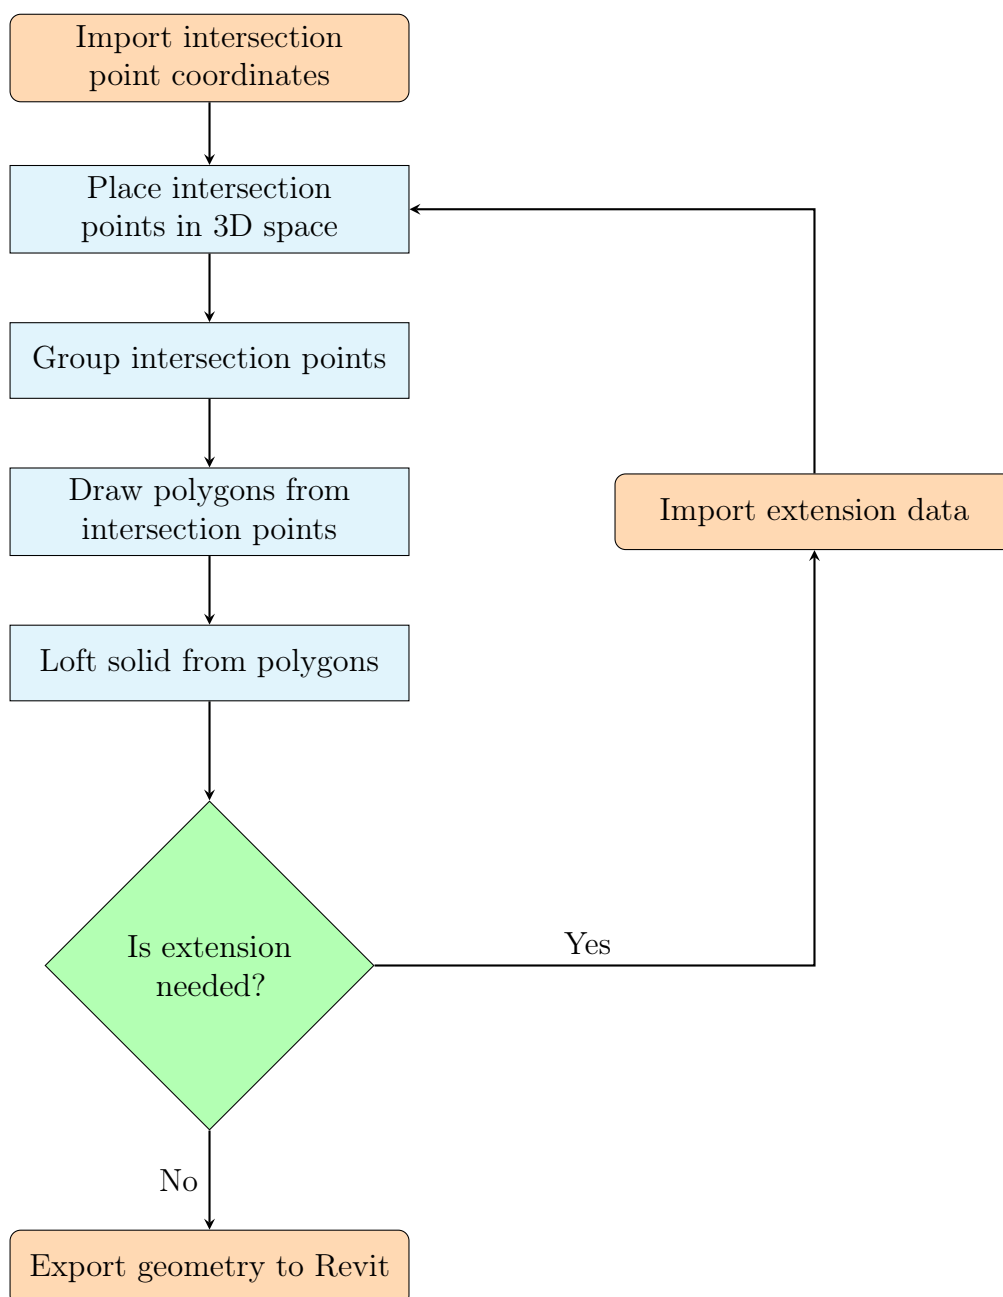 Import intersection
point coordinates
Place intersection
points in 3D space
Group intersection points
Draw polygons from
intersection points
Import extension data
Loft solid from polygons
Is extension
needed?
Yes
No
Export geometry to Revit